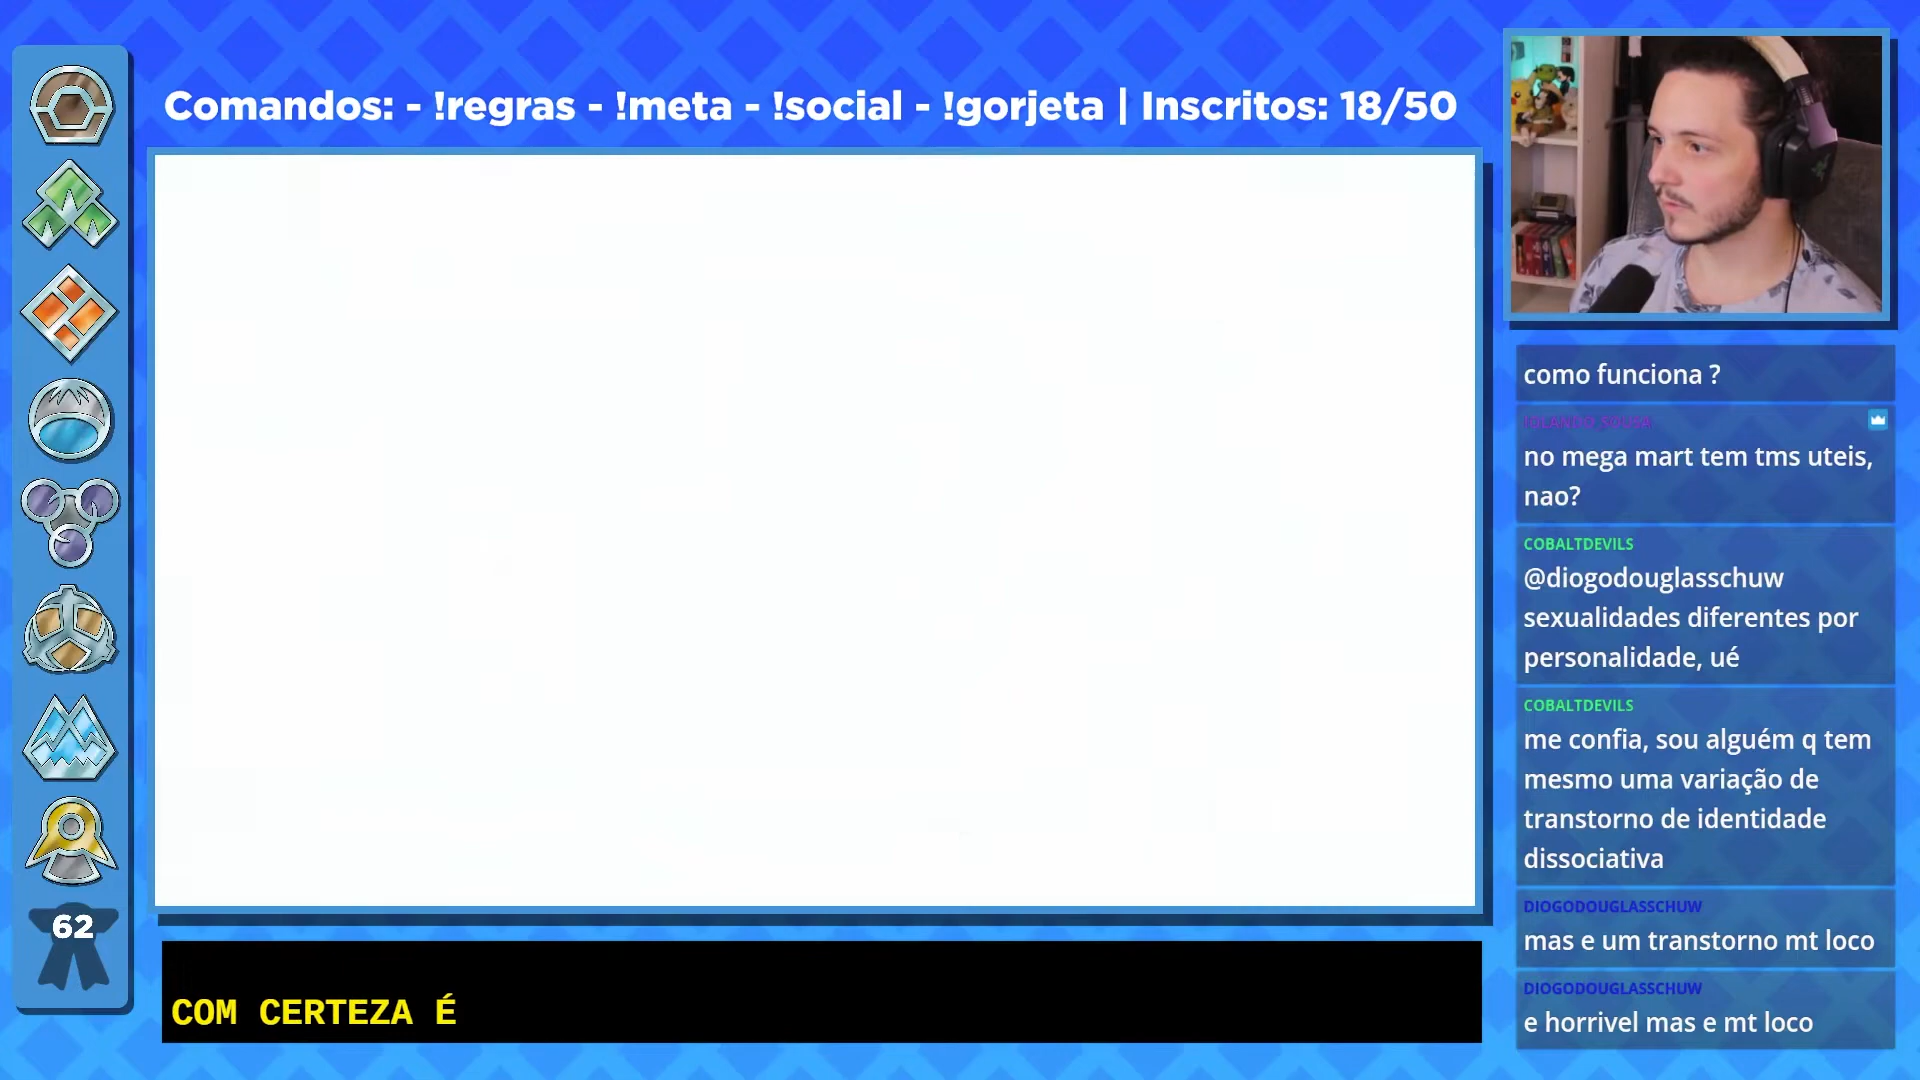 Comandos: - !regras - !meta - !social - !gorjeta | Inscritos: 18/50
62
COM CERTEZA É
como funciona ?
no mega mart tem tms uteis,
nao?
COBALTDEVILS
@diogodouglasschuw
sexualidades diferentes por
personalidade, ué
COBALTDEVILS
me confia, sou alguém q tem
mesmo uma variação de
transtorno de identidade
dissociativa
DIOGODOUGLASSCHUW
mas e um transtorno mt loco
DIOGODOUGLASSCHUW
e horrivel mas e mt loco